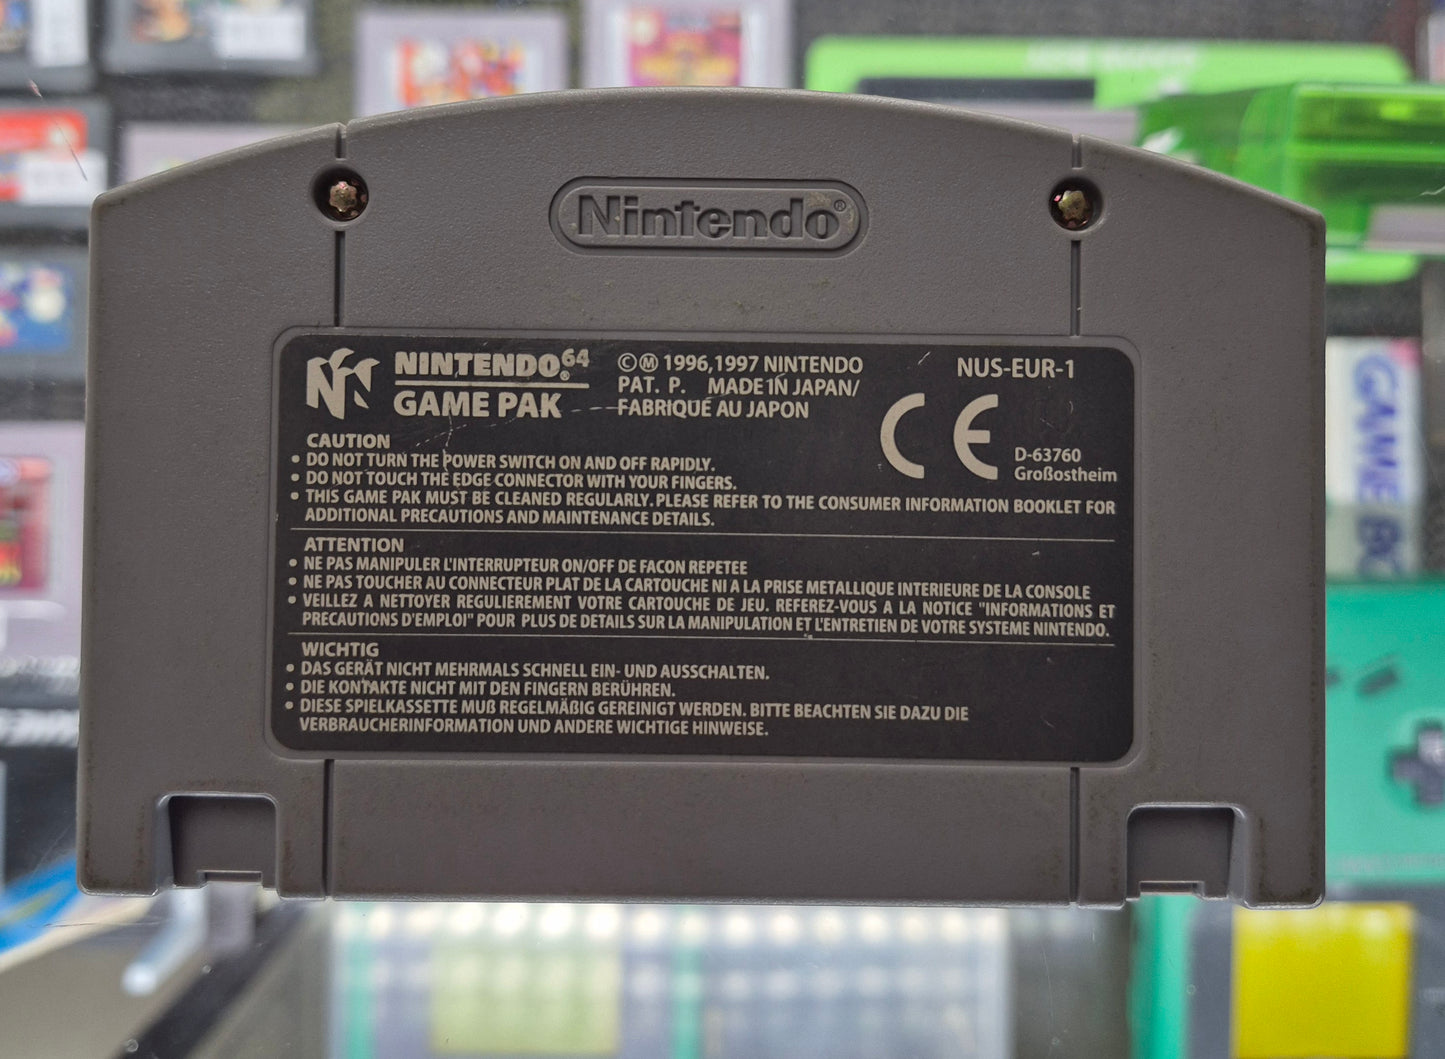 Nintendo®
NINTENDO64®
GAME PAK
©Ⓜ 1996,1997 NINTENDO
PAT. P. MADE IN JAPAN/
FABRIQUÉ AU JAPON
NUS-EUR-1
CE
D-63760
Großostheim
CAUTION
• DO NOT TURN THE POWER SWITCH ON AND OFF RAPIDLY.
• DO NOT TOUCH THE EDGE CONNECTOR WITH YOUR FINGERS.
• THIS GAME PAK MUST BE CLEANED REGULARLY. PLEASE REFER TO THE CONSUMER INFORMATION BOOKLET FOR
ADDITIONAL PRECAUTIONS AND MAINTENANCE DETAILS.
ATTENTION
• NE PAS MANIPULER L'INTERRUPTEUR ON/OFF DE FACON REPETEE
• NE PAS TOUCHER AU CONNECTEUR PLAT DE LA CARTOUCHE NI A LA PRISE METALLIQUE INTERIEURE DE LA CONSOLE
• VEILLEZ A NETTOYER REGULIEREMENT VOTRE CARTOUCHE DE JEU. REFEREZ-VOUS A LA NOTICE "INFORMATIONS ET
PRECAUTIONS D'EMPLOI" POUR PLUS DE DETAILS SUR LA MANIPULATION ET L'ENTRETIEN DE VOTRE SYSTEME NINTENDO.
WICHTIG
• DAS GERÄT NICHT MEHRMALS SCHNELL EIN- UND AUSSCHALTEN.
• DIE KONTAKTE NICHT MIT DEN FINGERN BERÜHREN.
• DIESE SPIELKASSETTE MUß REGELMÄßIG GEREINIGT WERDEN. BITTE BEACHTEN SIE DAZU DIE
VERBRAUCHERINFORMATION UND ANDERE WICHTIGE HINWEISE.
GAME BO